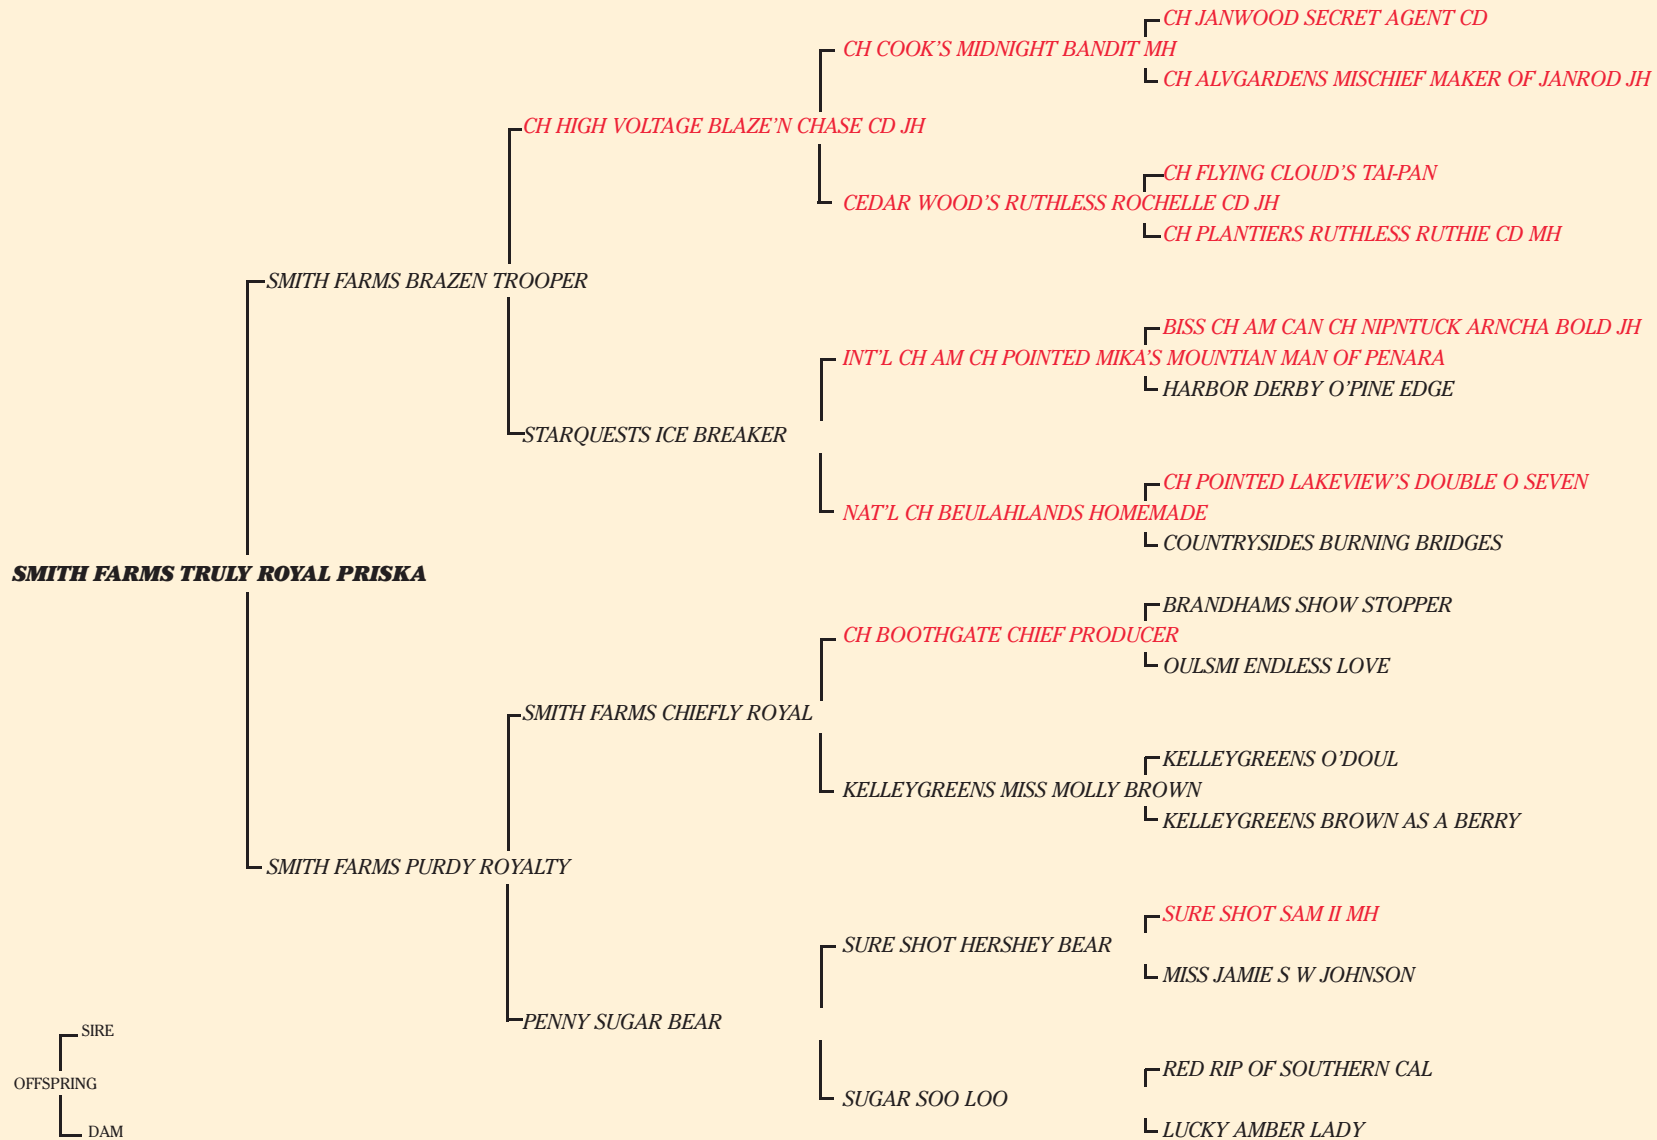 CH JANWOOD SECRET AGENT CD
CH COOK'S MIDNIGHT BANDIT MH
CH ALVGARDENS MISCHIEF MAKER OF JANROD JH
CH HIGH VOLTAGE BLAZE'N CHASE CD JH
CH FLYING CLOUD'S TAI-PAN
CEDAR WOOD'S RUTHLESS ROCHELLE CD JH
CH PLANTIERS RUTHLESS RUTHIE CD MH
SMITH FARMS BRAZEN TROOPER
BISS CH AM CAN CH NIPNTUCK ARNCHA BOLD JH
INT'L CH AM CH POINTED MIKA'S MOUNTIAN MAN OF PENARA
HARBOR DERBY O'PINE EDGE
STARQUESTS ICE BREAKER
CH POINTED LAKEVIEW'S DOUBLE O SEVEN
NAT'L CH BEULAHLANDS HOMEMADE
COUNTRYSIDES BURNING BRIDGES
SMITH FARMS TRULY ROYAL PRISKA
BRANDHAMS SHOW STOPPER
CH BOOTHGATE CHIEF PRODUCER
OULSMI ENDLESS LOVE
SMITH FARMS CHIEFLY ROYAL
KELLEYGREENS O'DOUL
KELLEYGREENS MISS MOLLY BROWN
KELLEYGREENS BROWN AS A BERRY
SMITH FARMS PURDY ROYALTY
SURE SHOT SAM II MH
SURE SHOT HERSHEY BEAR
MISS JAMIE S W JOHNSON
PENNY SUGAR BEAR
RED RIP OF SOUTHERN CAL
SUGAR SOO LOO
LUCKY AMBER LADY
SIRE
OFFSPRING
DAM